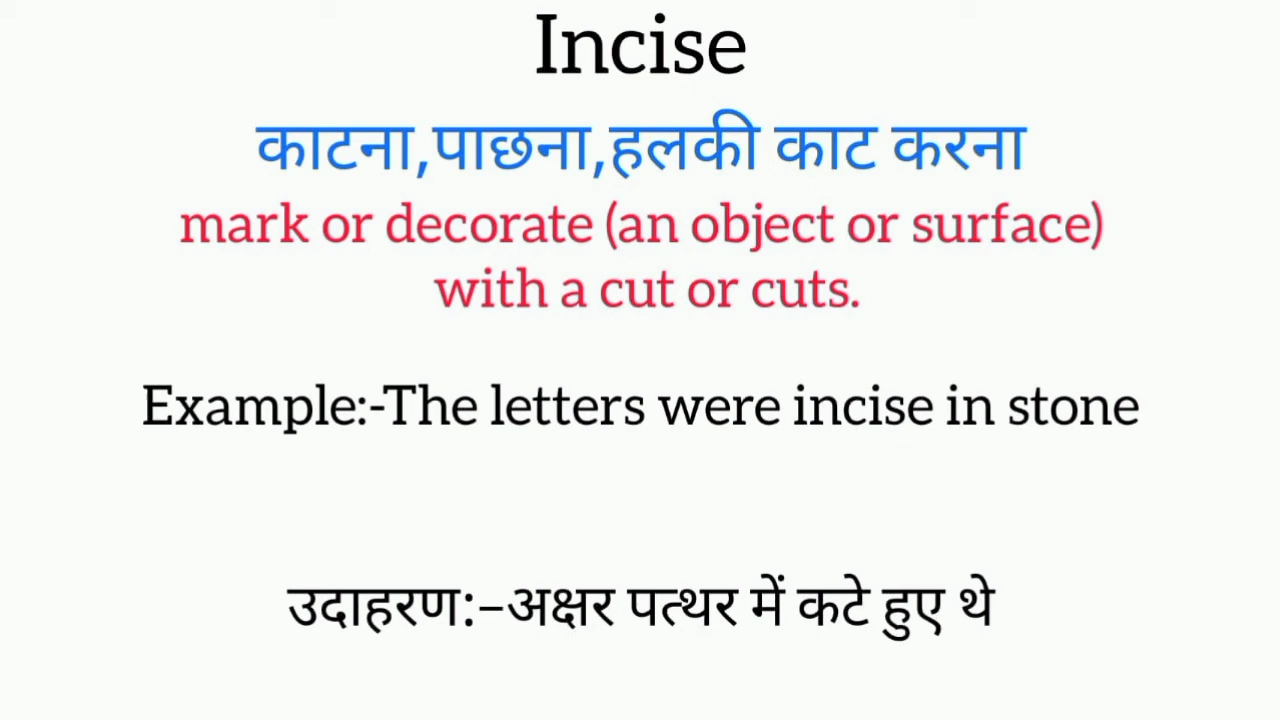 Incise
काटना,पाछना,हलकी काट करना
mark or decorate (an object or surface)
with a cut or cuts.
Example:-The letters were incise in stone
उदाहरण:–अक्षर पत्थर में कटे हुए थे